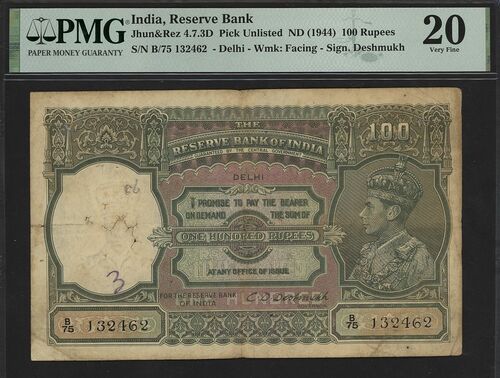 PMG
PAPER MONEY GUARANTY
India, Reserve Bank
Jhun&Rez 4.7.3D Pick Unlisted ND (1944) 100 Rupees
S/N B/75 132462 - Delhi - Wmk: Facing - Sign. Deshmukh
20
Very Fine
THE
RESERVE BANK OF INDIA
GUARANTEED BY THE CENTRAL GOVERNMENT
100
DELHI
I PROMISE TO PAY THE BEARER
ON DEMAND THE SUM OF
ONE HUNDRED RUPEES
AT ANY OFFICE OF ISSUE
FOR THE RESERVE BANK
OF INDIA
C. D. Deshmukh
3
B/75 132462
B/75 132462